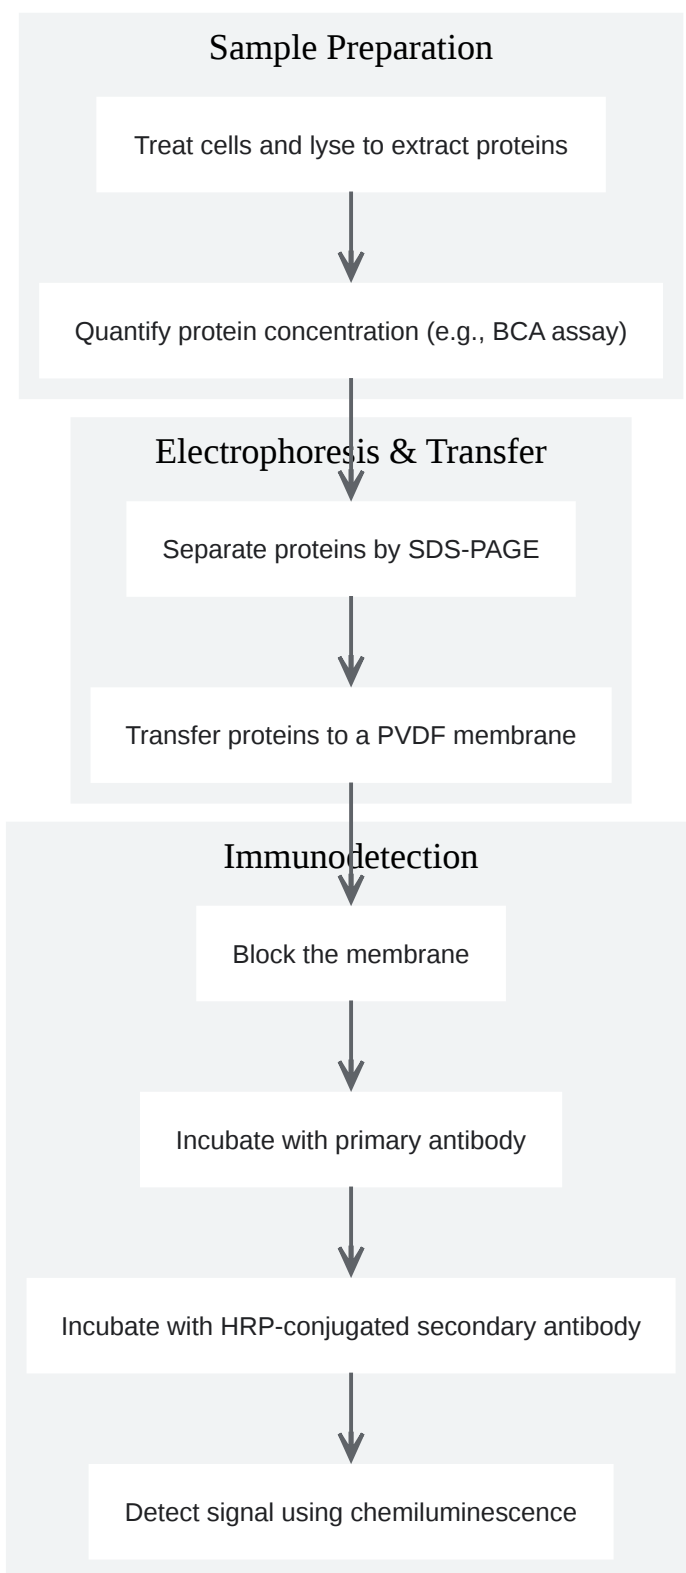 Sample Preparation
Treat cells and lyse to extract proteins
Quantify protein concentration (e.g., BCA assay)
Electrophoresis & Transfer
Separate proteins by SDS-PAGE
Transfer proteins to a PVDF membrane
Immunodetection
Block the membrane
Incubate with primary antibody
Incubate with HRP-conjugated secondary antibody
Detect signal using chemiluminescence